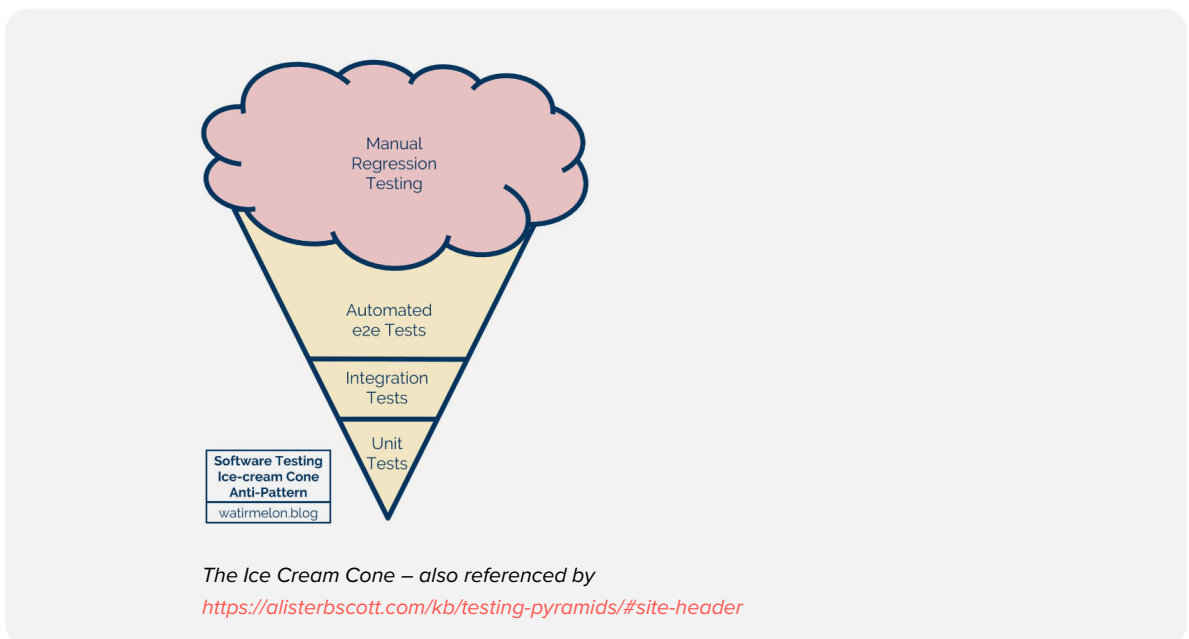 Manual
Regression
Testing
Automated
e2e Tests
Integration
Tests
Unit
Tests
Software Testing
Ice-cream Cone
Anti-Pattern
watirmelon.blog
The Ice Cream Cone – also referenced by
https://alisterbscott.com/kb/testing-pyramids/#site-header